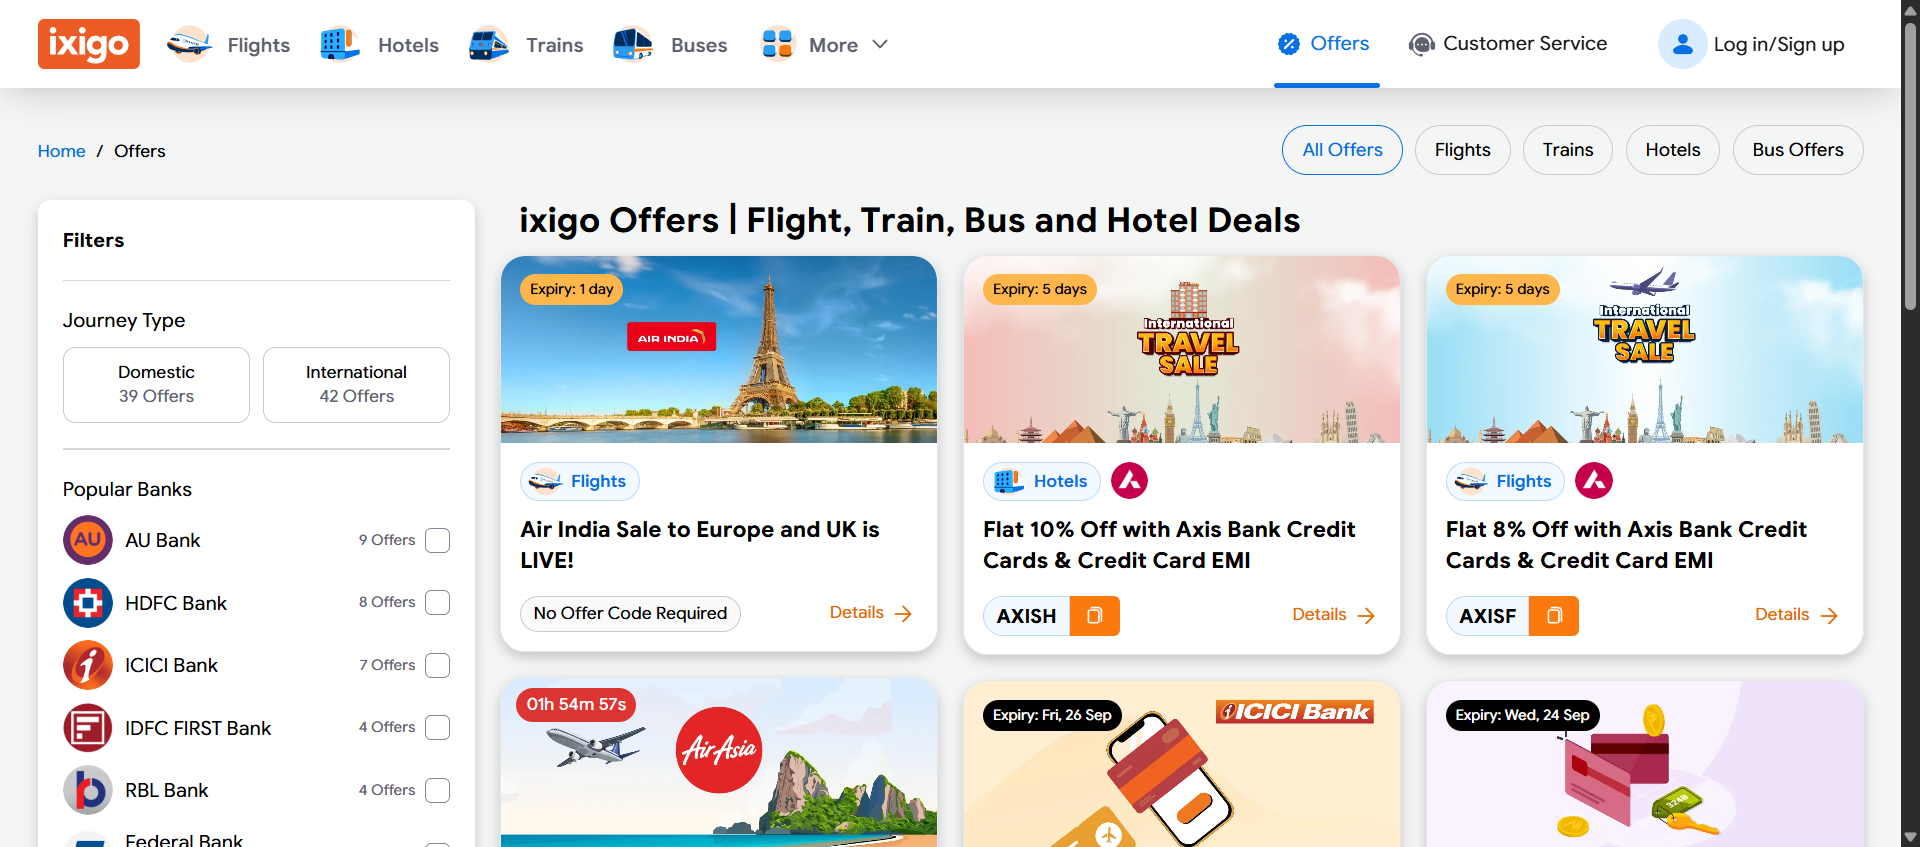 ixigo
Flights
Hotels
Trains
Buses
More
Offers
Customer Service
Log in/Sign up
Home / Offers
All Offers
Flights
Trains
Hotels
Bus Offers
Filters
Journey Type
Domestic
39 Offers
International
42 Offers
Popular Banks
AU
AU Bank
9 Offers
HDFC Bank
8 Offers
ICICI Bank
7 Offers
IDFC FIRST Bank
4 Offers
RBL Bank
4 Offers
Federal Bank
ixigo Offers | Flight, Train, Bus and Hotel Deals
Expiry: 1 day
AIR INDIA
Flights
Air India Sale to Europe and UK is
LIVE!
No Offer Code Required
Details
Expiry: 5 days
International
TRAVEL
SALE
Hotels
Flat 10% Off with Axis Bank Credit
Cards & Credit Card EMI
AXISH
Details
Expiry: 5 days
International
TRAVEL
SALE
Flights
Flat 8% Off with Axis Bank Credit
Cards & Credit Card EMI
AXISF
Details
01h 54m 57s
AirAsia
Expiry: Fri, 26 Sep
ICICI Bank
Expiry: Wed, 24 Sep